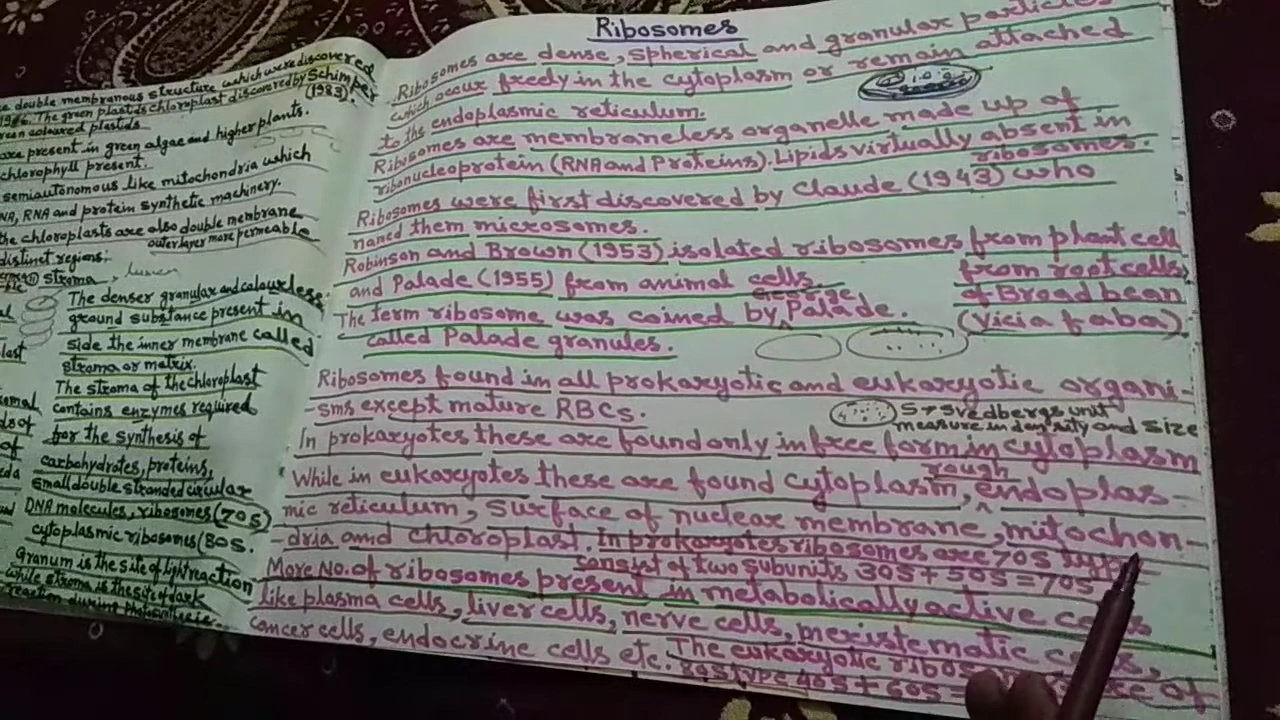 double membranous structure which were discovered
The green plastids chloroplast discovered by Schimper
(1983).
coloured plastids
are present in green algae and higher plants.
chlorophyll present.
semiautonomous like mitochondria which
RNA and protein synthetic machinery.
the chloroplasts are also double membrane
outer layer more permeable
distinct regions:
stroma, lumen
The denser granular and colourless
ground substance present in
side the inner membrane called
stroma or matrix.
The stroma of the chloroplast
contains enzymes required
for the synthesis of
carbohydrates, proteins,
small double stranded circular
DNA molecules, ribosomes (70S)
cytoplasmic ribosomes (80S.
Granum is the site of light reaction
while stroma is the site of dark
reaction during photosynthesis.
Ribosomes
Ribosomes are dense, spherical and granular particles
which occur freely in the cytoplasm or remain attached
to the endoplasmic reticulum.
Ribosomes are membraneless organelle made up of
ribonucleoprotein (RNA and Proteins). Lipids virtually absent in
ribosomes.
Ribosomes were first discovered by Claude (1943) who
named them microsomes.
Robinson and Brown (1953) isolated ribosomes from plant cell
and Palade (1955) from animal cells. from root cells
of Broad bean
(Vicia faba).
The term ribosome was coined by George Palade.
called Palade granules.
Ribosomes found in all prokaryotic and eukaryotic organi-
-sms except mature RBCs.
S → Svedbergs unit
measure in density and size
In prokaryotes these are found only in free form in cytoplasm
While in eukaryotes these are found cytoplasm, rough endoplas-
mic reticulum, surface of nuclear membrane, mitochon-
-dria and chloroplast. In prokaryotes ribosomes are 70S type
consist of two subunits 30S + 50S = 70S
More No. of ribosomes present in metabolically active cells
like plasma cells, liver cells, nerve cells, meristematic cells,
cancer cells, endocrine cells etc. The eukaryotic
80S type 40S + 60S = of